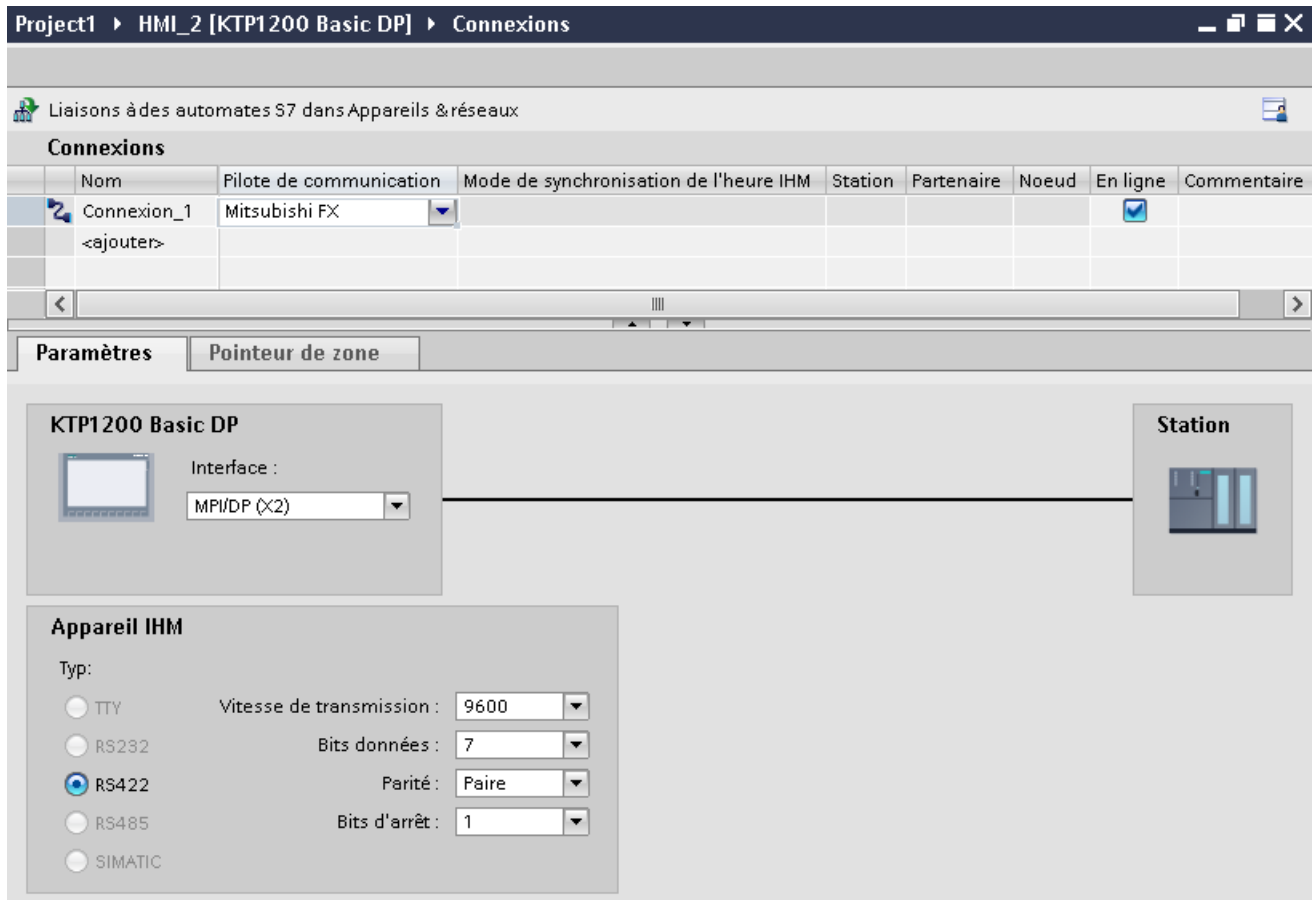 Project1 ▸ HMI_2 [KTP1200 Basic DP] ▸ Connexions
Liaisons à des automates S7 dans Appareils & réseaux
Connexions
Nom Pilote de communication Mode de synchronisation de l'heure IHM Station Partenaire Noeud En ligne Commentaire
Connexion_1 Mitsubishi FX
<ajouter>
Paramètres Pointeur de zone
KTP1200 Basic DP
Station
Interface :
MPI/DP (X2)
Appareil IHM
Typ:
TTY Vitesse de transmission : 9600
RS232 Bits données : 7
RS422 Parité : Paire
RS485 Bits d'arrêt : 1
SIMATIC